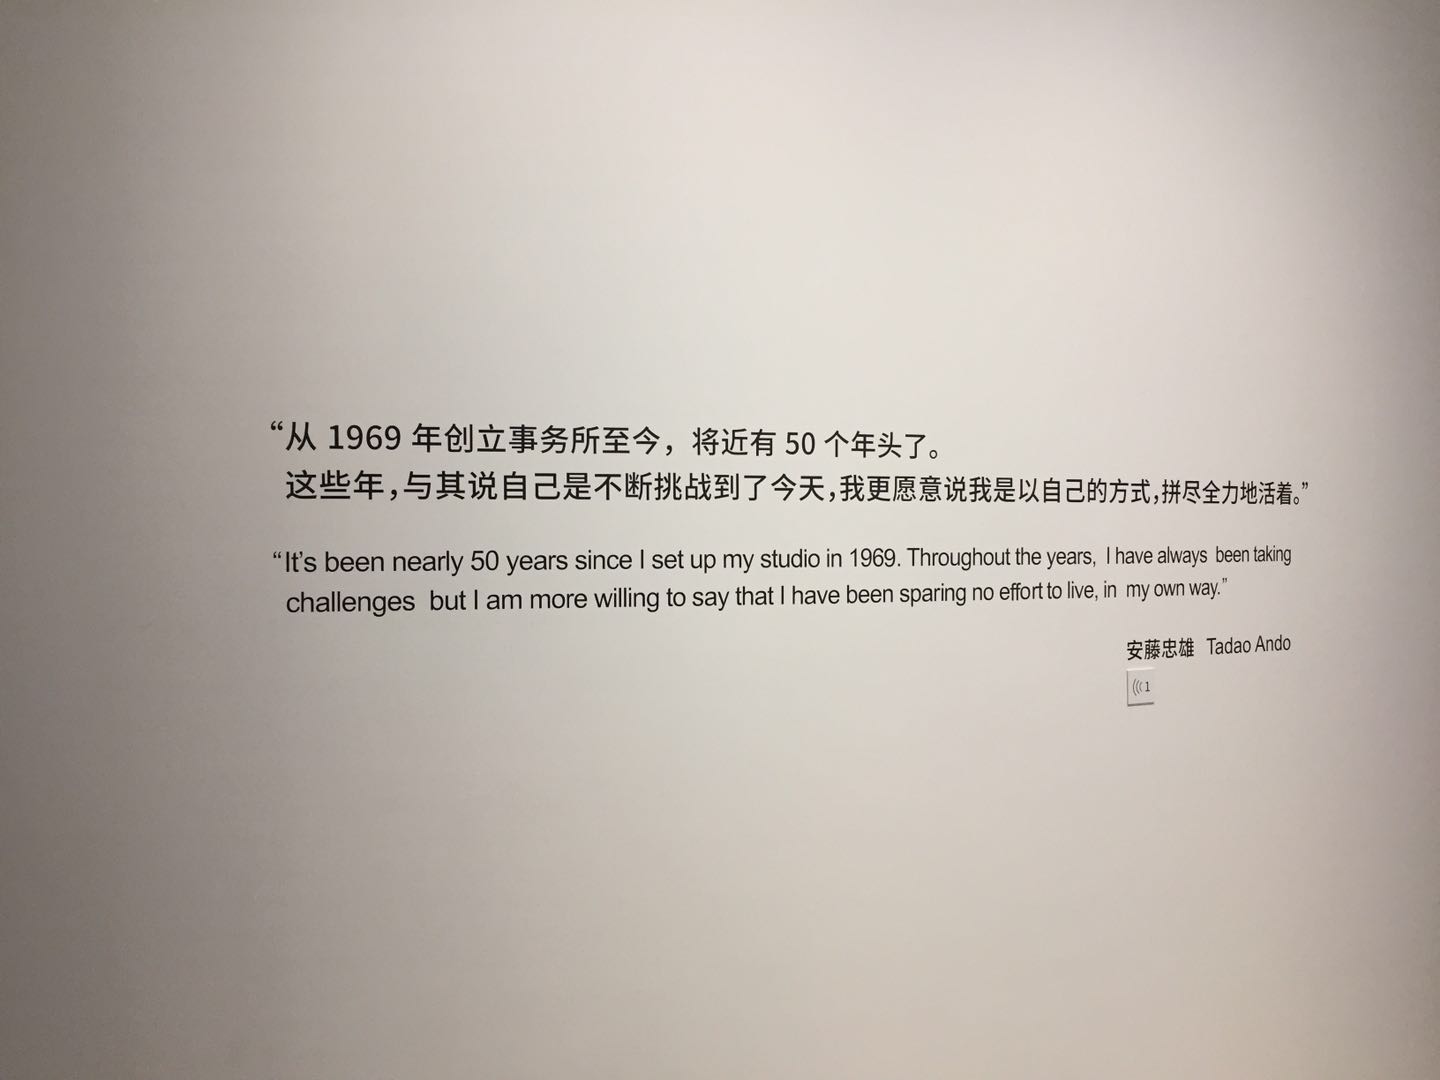 “从 1969 年创立事务所至今，将近有 50 个年头了。
这些年，与其说自己是不断挑战到了今天，我更愿意说我是以自己的方式，拼尽全力地活着。”
“It’s been nearly 50 years since I set up my studio in 1969. Throughout the years, I have always been taking
challenges but I am more willing to say that I have been sparing no effort to live, in my own way.”
安藤忠雄 Tadao Ando
1